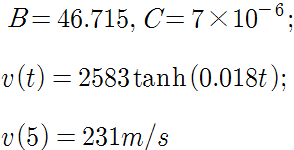 B = 46.715, C = 7×10⁻⁶;
v(t) = 2583 tanh(0.018t);
v(5) = 231m/s